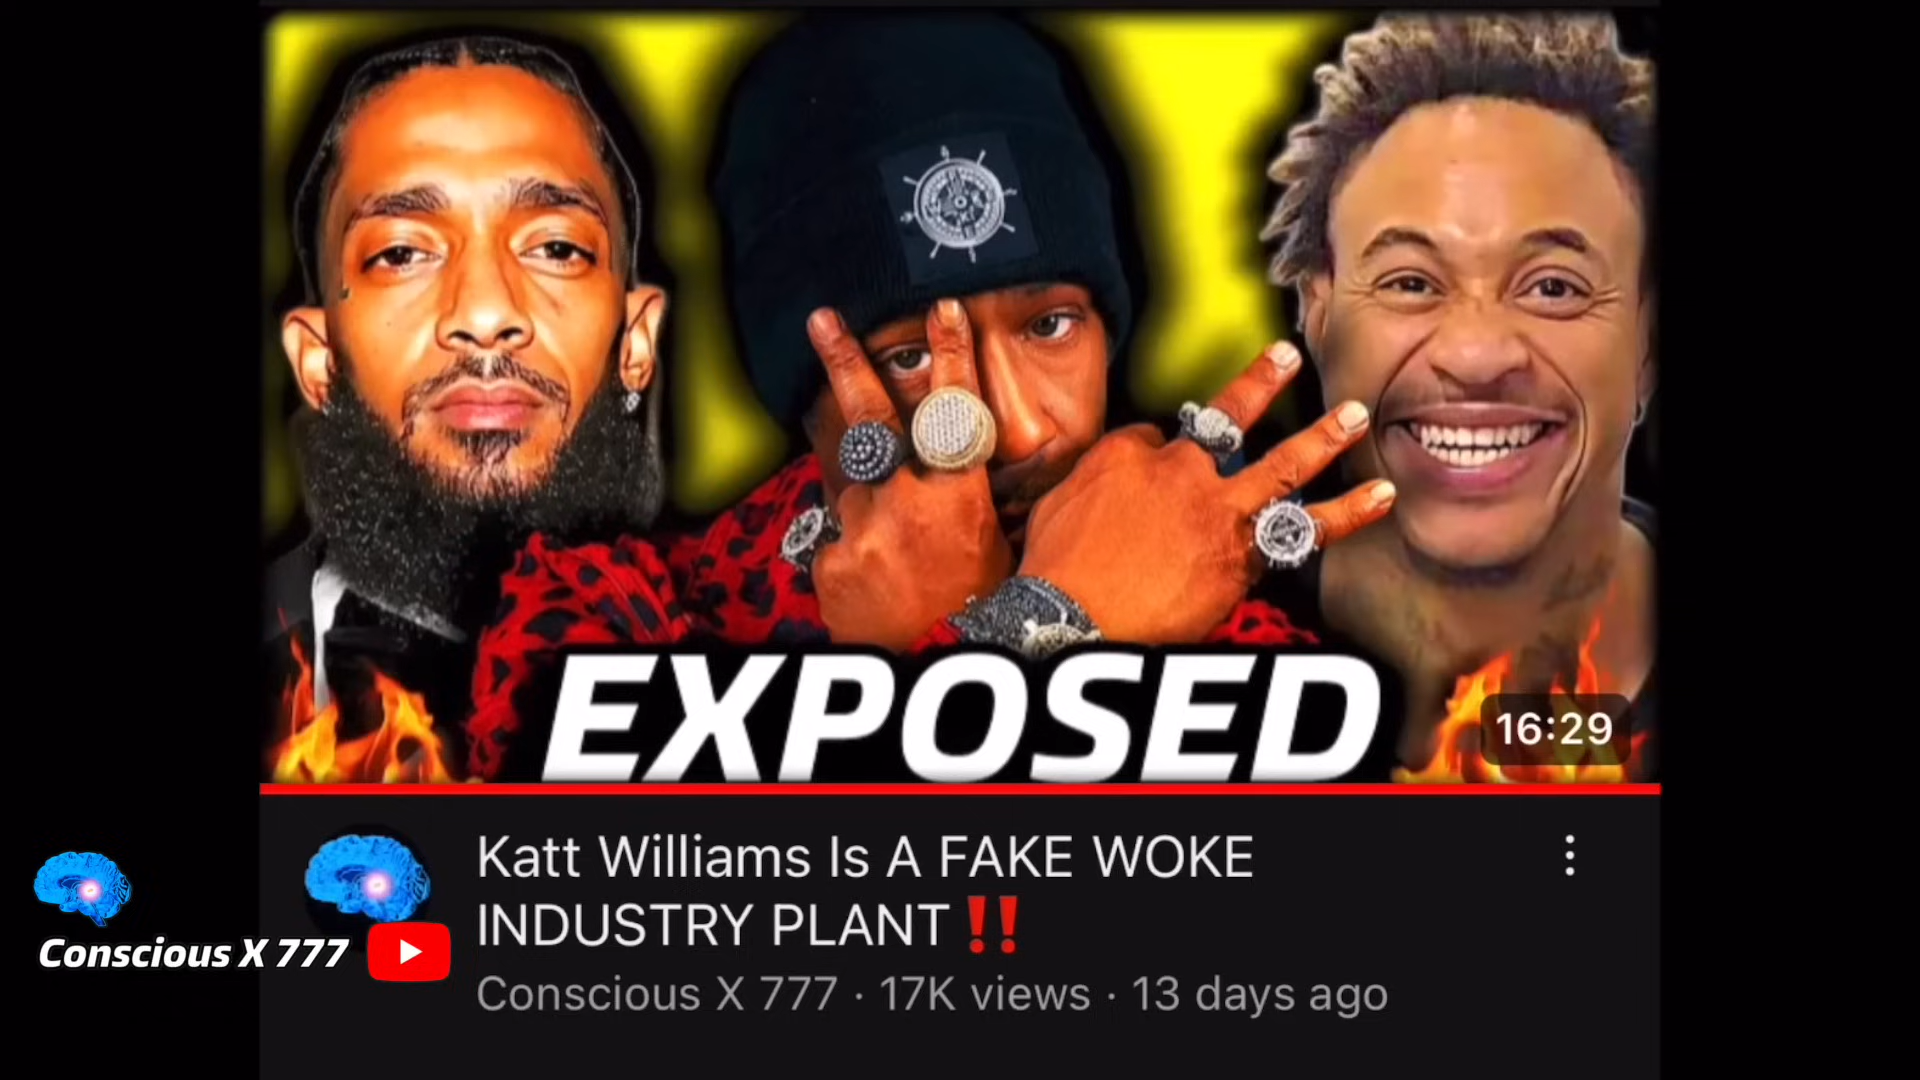 EXPOSED
16:29
Katt Williams Is A FAKE WOKE
INDUSTRY PLANT‼️
Conscious X 777 · 17K views · 13 days ago
Conscious X 777